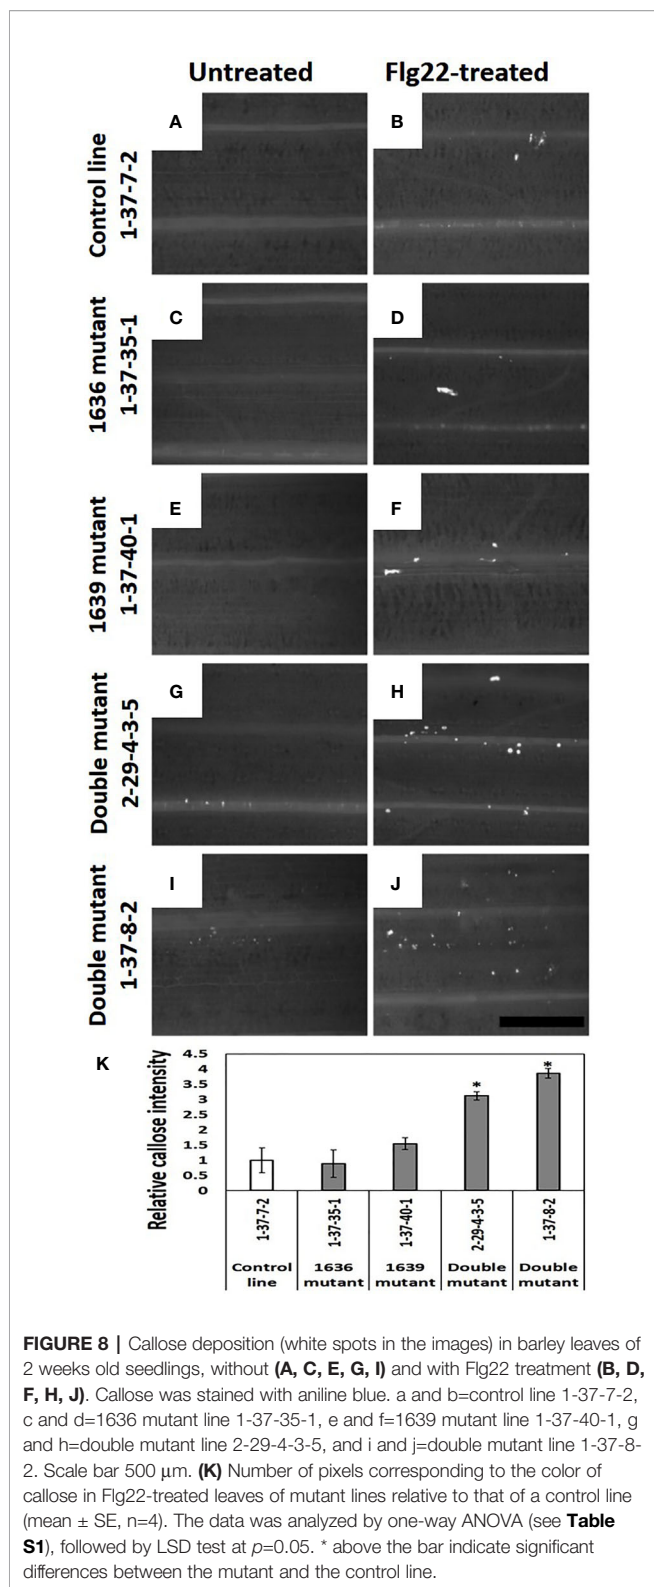 Untreated Flg22-treated
Control line
1-37-7-2
A B
1636 mutant
1-37-35-1
C D
1639 mutant
1-37-40-1
E F
Double mutant
2-29-4-3-5
G H
Double mutant
1-37-8-2
I J
K
Relative callose intensity
4.5
4
3.5
3
2.5
2
1.5
1
0.5
0
* *
1-37-7-2 1-37-35-1 1-37-40-1 2-29-4-3-5 1-37-8-2
Control 1636 1639 Double Double
line mutant mutant mutant mutant
FIGURE 8 | Callose deposition (white spots in the images) in barley leaves of
2 weeks old seedlings, without (A, C, E, G, I) and with Flg22 treatment (B, D,
F, H, J). Callose was stained with aniline blue. a and b=control line 1-37-7-2,
c and d=1636 mutant line 1-37-35-1, e and f=1639 mutant line 1-37-40-1, g
and h=double mutant line 2-29-4-3-5, and i and j=double mutant line 1-37-8-
2. Scale bar 500 μm. (K) Number of pixels corresponding to the color of
callose in Flg22-treated leaves of mutant lines relative to that of a control line
(mean ± SE, n=4). The data was analyzed by one-way ANOVA (see Table
S1), followed by LSD test at p=0.05. * above the bar indicate significant
differences between the mutant and the control line.